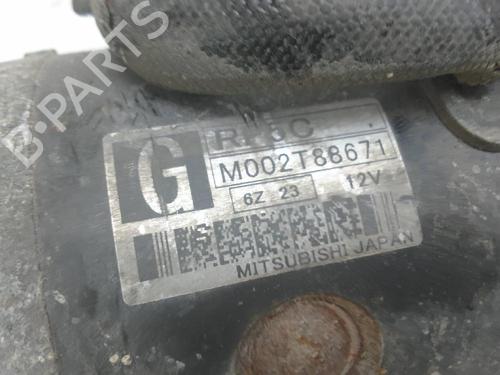 B-PARTS
G
M002T88671
6Z 23 12V
MITSUBISHI JAPAN